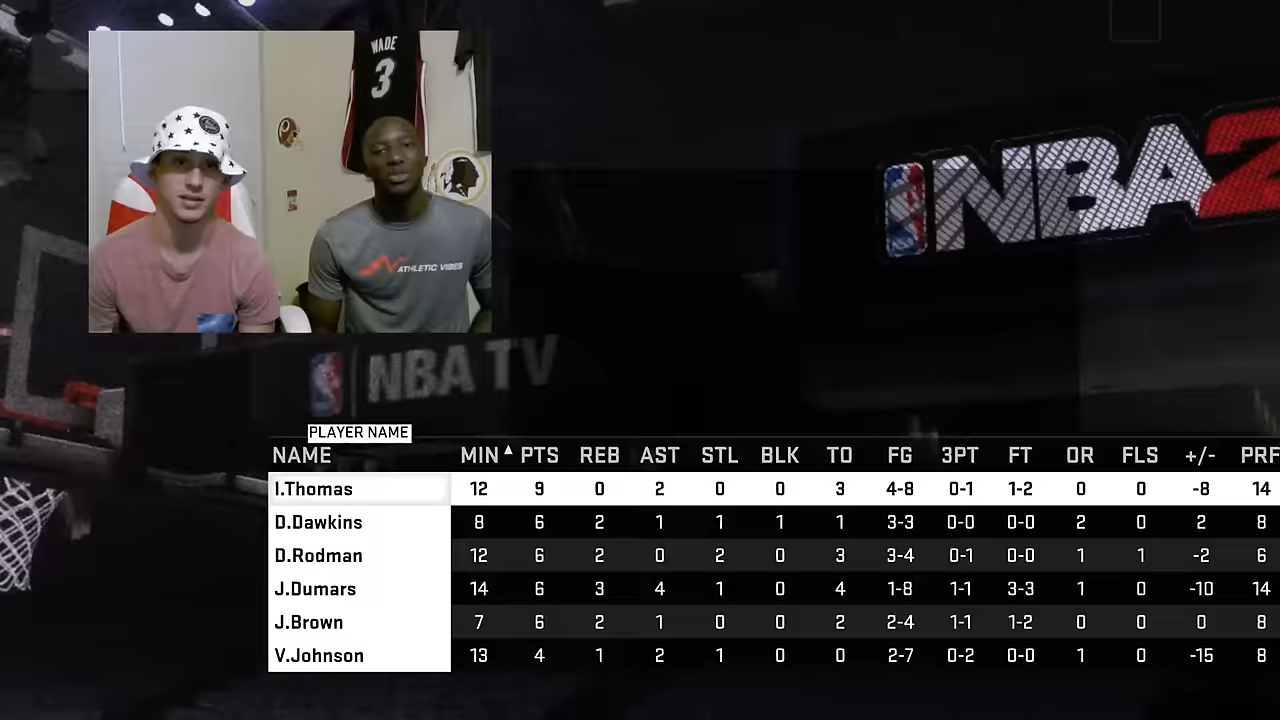 WADE
3
ATHLETIC VIBES
NBA 2
NBA TV
PLAYER NAME
NAME MIN PTS REB AST STL BLK TO FG 3PT FT OR FLS +/- PRF
I.Thomas 12 9 0 2 0 0 3 4-8 0-1 1-2 0 0 -8 14
D.Dawkins 8 6 2 1 1 1 1 3-3 0-0 0-0 2 0 2 8
D.Rodman 12 6 2 0 2 0 3 3-4 0-1 0-0 1 1 -2 6
J.Dumars 14 6 3 4 1 0 4 1-8 1-1 3-3 1 0 -10 14
J.Brown 7 6 2 1 0 0 2 2-4 1-1 1-2 0 0 0 8
V.Johnson 13 4 1 2 1 0 0 2-7 0-2 0-0 1 0 -15 8